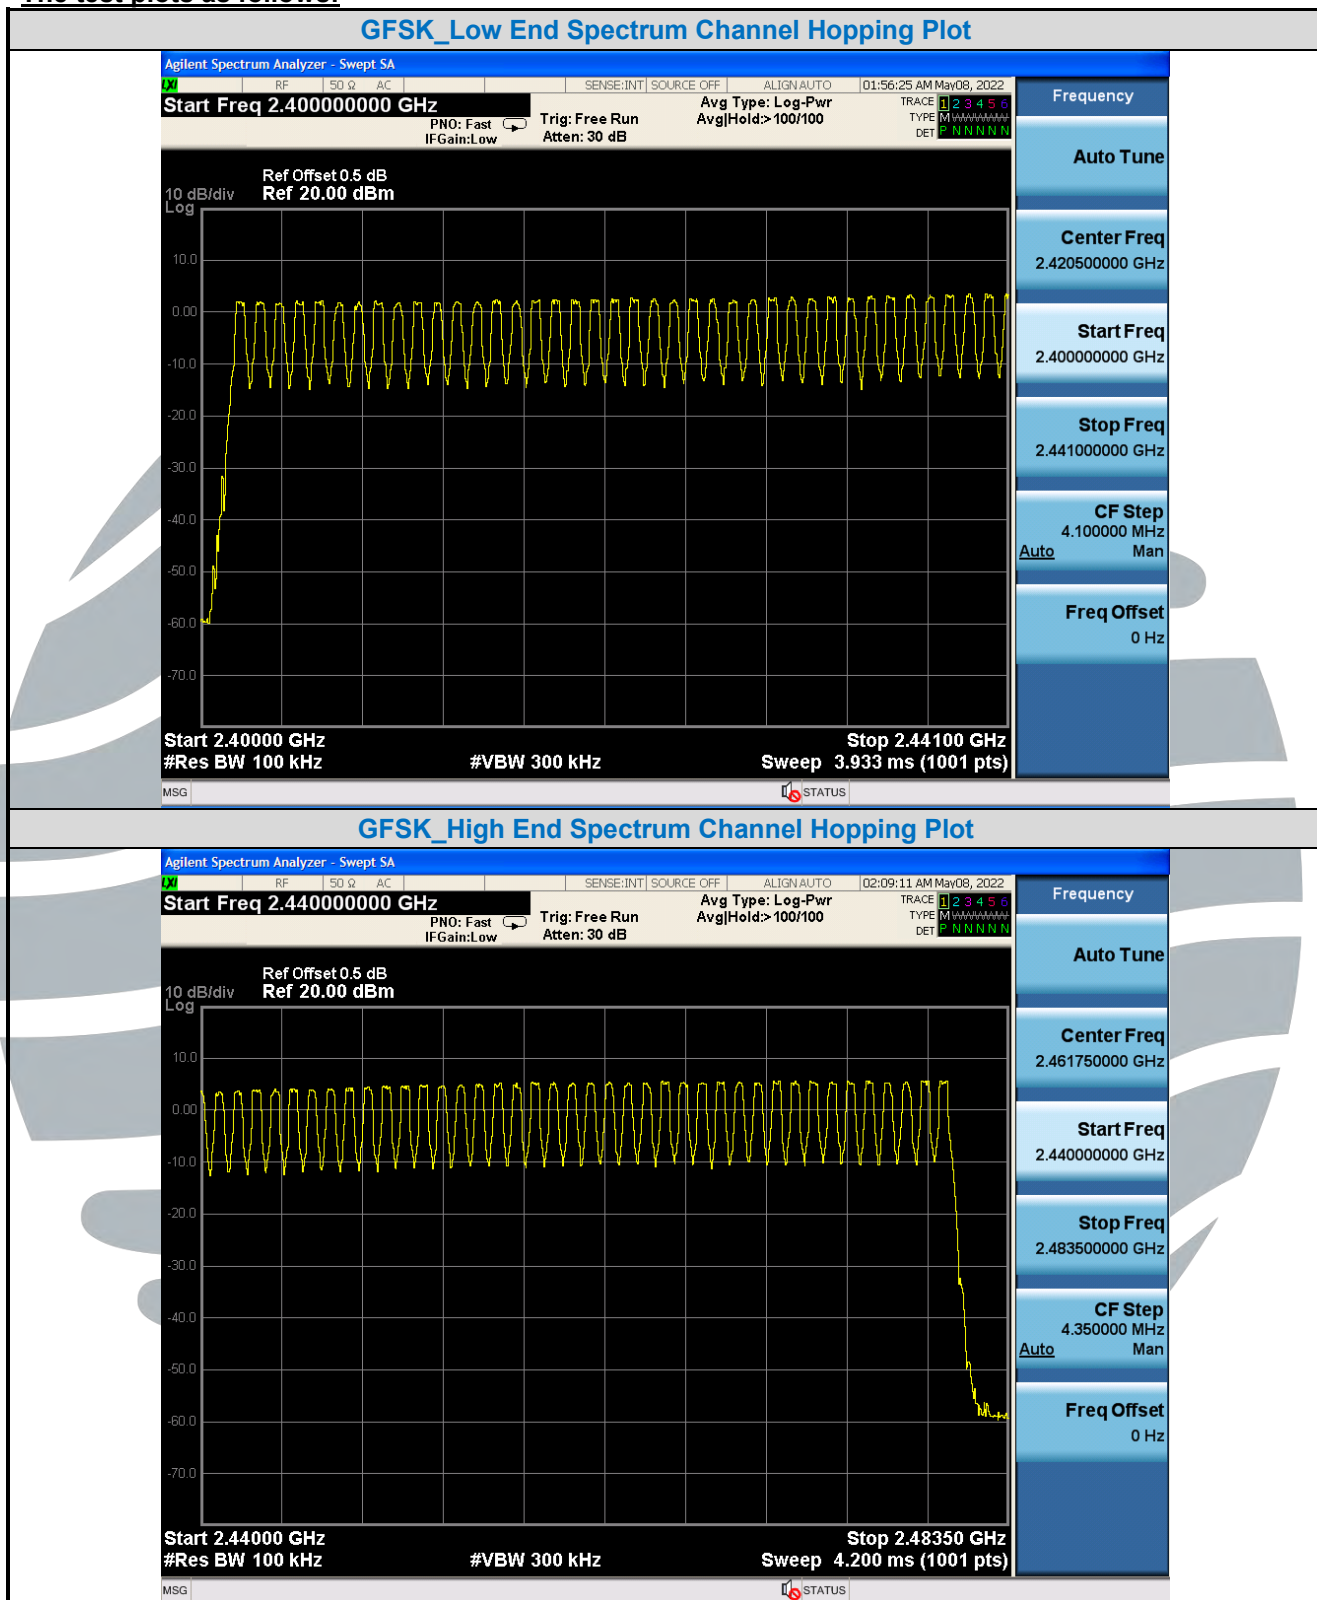 The test plots as follows:
GFSK_Low End Spectrum Channel Hopping Plot
Agilent Spectrum Analyzer - Swept SA
LXI RF 50 Ω AC SENSE:INT SOURCE OFF ALIGN AUTO 01:56:25 AM May08, 2022
Start Freq 2.400000000 GHz
PNO: Fast
IFGain:Low
Trig: Free Run
Atten: 30 dB
Avg Type: Log-Pwr
Avg|Hold:>100/100
TRACE 1 2 3 4 5 6
TYPE M
DET P N N N N N
Frequency
Auto Tune
Ref Offset 0.5 dB
10 dB/div Ref 20.00 dBm
Log
10.0
0.00
-10.0
-20.0
-30.0
-40.0
-50.0
-60.0
-70.0
Center Freq
2.420500000 GHz
Start Freq
2.400000000 GHz
Stop Freq
2.441000000 GHz
CF Step
4.100000 MHz
Auto Man
Freq Offset
0 Hz
Start 2.40000 GHz Stop 2.44100 GHz
#Res BW 100 kHz #VBW 300 kHz Sweep 3.933 ms (1001 pts)
MSG STATUS
GFSK_High End Spectrum Channel Hopping Plot
Agilent Spectrum Analyzer - Swept SA
LXI RF 50 Ω AC SENSE:INT SOURCE OFF ALIGN AUTO 02:09:11 AM May08, 2022
Start Freq 2.440000000 GHz
PNO: Fast
IFGain:Low
Trig: Free Run
Atten: 30 dB
Avg Type: Log-Pwr
Avg|Hold:>100/100
TRACE 1 2 3 4 5 6
TYPE M
DET P N N N N N
Frequency
Auto Tune
Ref Offset 0.5 dB
10 dB/div Ref 20.00 dBm
Log
10.0
0.00
-10.0
-20.0
-30.0
-40.0
-50.0
-60.0
-70.0
Center Freq
2.461750000 GHz
Start Freq
2.440000000 GHz
Stop Freq
2.483500000 GHz
CF Step
4.350000 MHz
Auto Man
Freq Offset
0 Hz
Start 2.44000 GHz Stop 2.48350 GHz
#Res BW 100 kHz #VBW 300 kHz Sweep 4.200 ms (1001 pts)
MSG STATUS